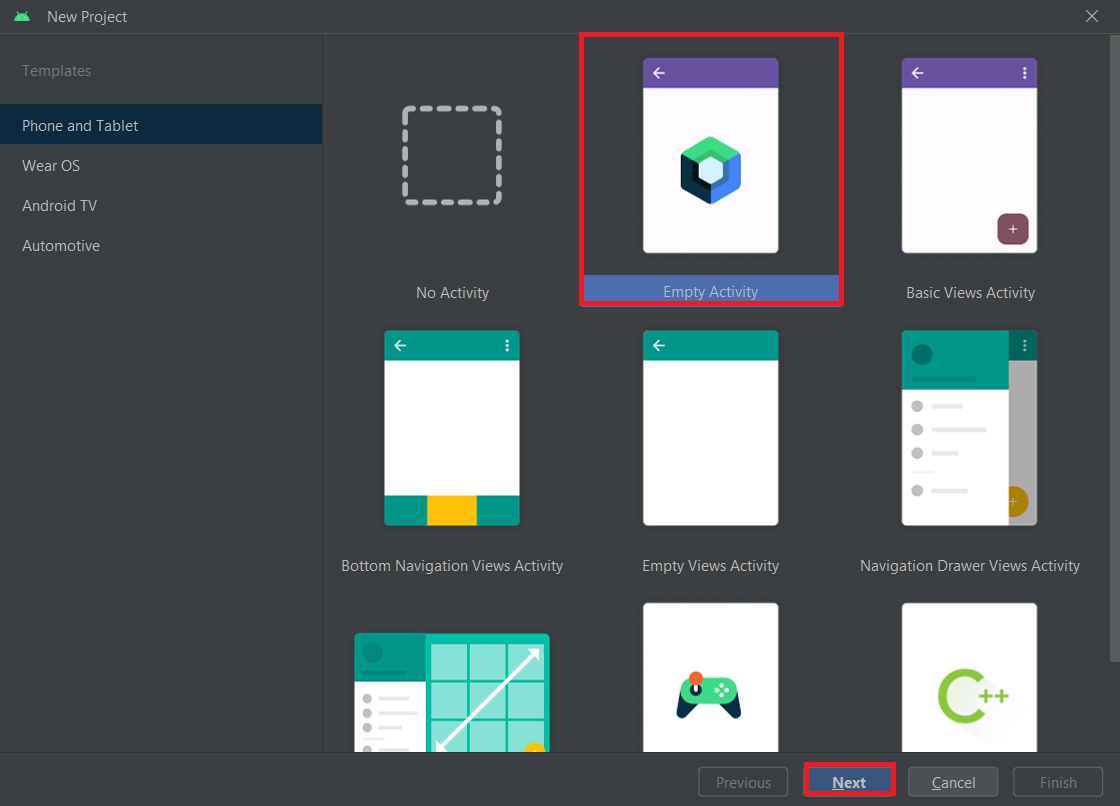 New Project
Templates
Phone and Tablet
Wear OS
Android TV
Automotive
No Activity
Empty Activity
Basic Views Activity
Bottom Navigation Views Activity
Empty Views Activity
Navigation Drawer Views Activity
C++
Previous
Next
Cancel
Finish